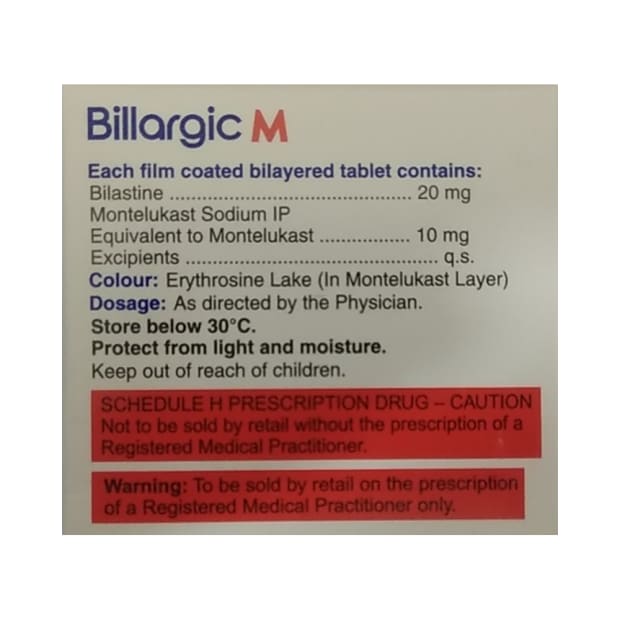 Billargic M
Each film coated bilayered tablet contains:
Bilastine .......................................... 20 mg
Montelukast Sodium IP
Equivalent to Montelukast ................ 10 mg
Excipients ............................................. q.s.
Colour: Erythrosine Lake (In Montelukast Layer)
Dosage: As directed by the Physician.
Store below 30°C.
Protect from light and moisture.
Keep out of reach of children.
SCHEDULE H PRESCRIPTION DRUG – CAUTION
Not to be sold by retail without the prescription of a
Registered Medical Practitioner.
Warning: To be sold by retail on the prescription
of a Registered Medical Practitioner only.